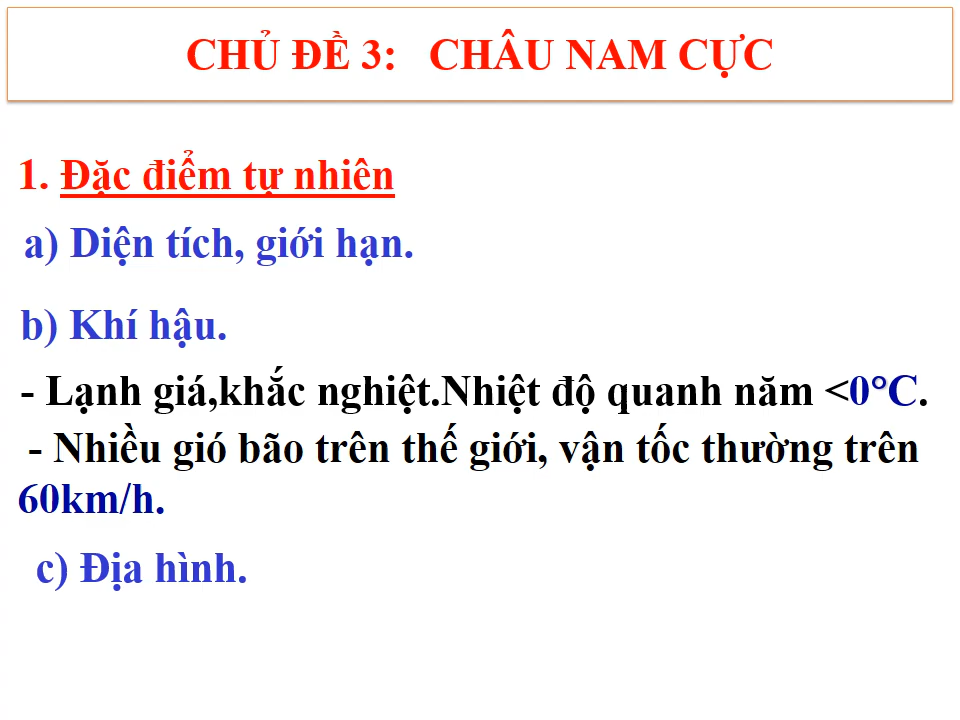 CHỦ ĐỀ 3: CHÂU NAM CỰC
1. Đặc điểm tự nhiên
a) Diện tích, giới hạn.
b) Khí hậu.
- Lạnh giá,khắc nghiệt.Nhiệt độ quanh năm <0°C.
- Nhiều gió bão trên thế giới, vận tốc thường trên
60km/h.
c) Địa hình.